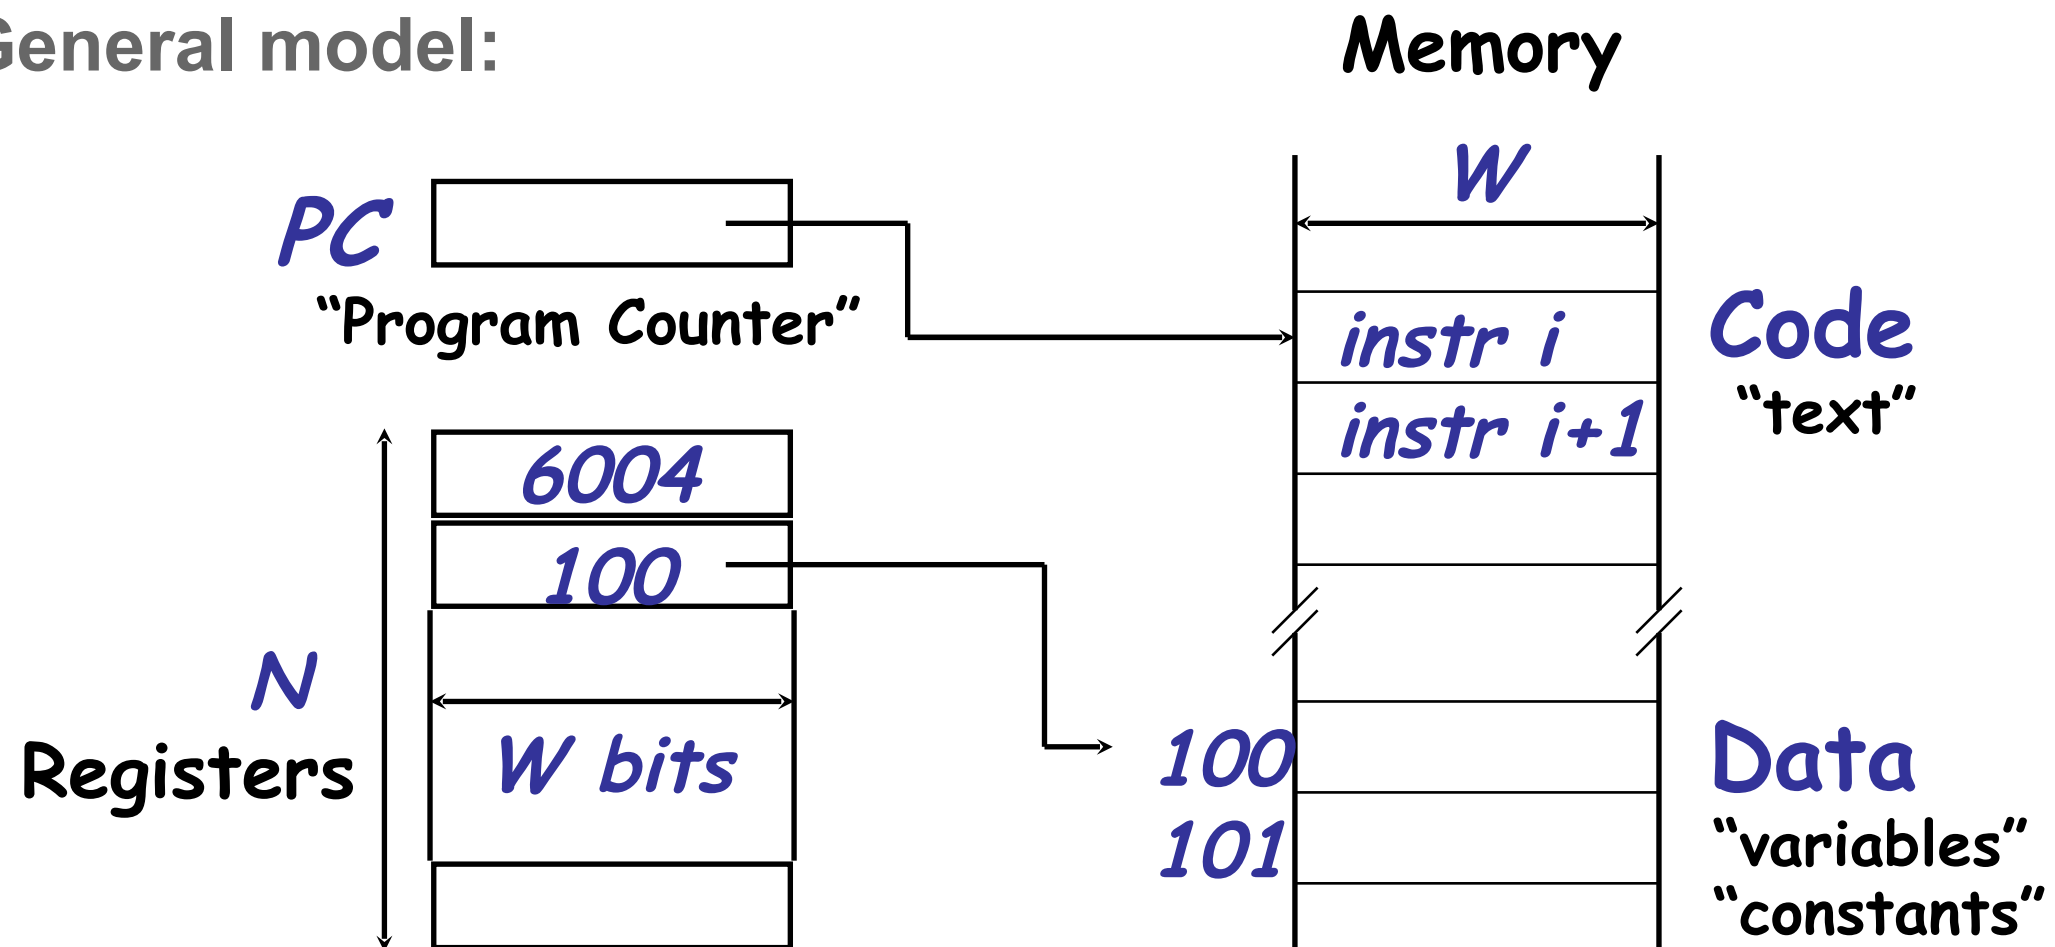 General model:
Memory
W
PC
“Program Counter”
instr i
Code
instr i+1
“text”
6004
100
N
Registers
W bits
100
Data
101
“variables”
“constants”